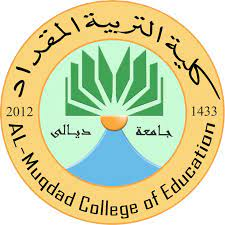 كلية التربية المقداد
2012
1433
جامعة ديالى
AL-Muqdad College of Education